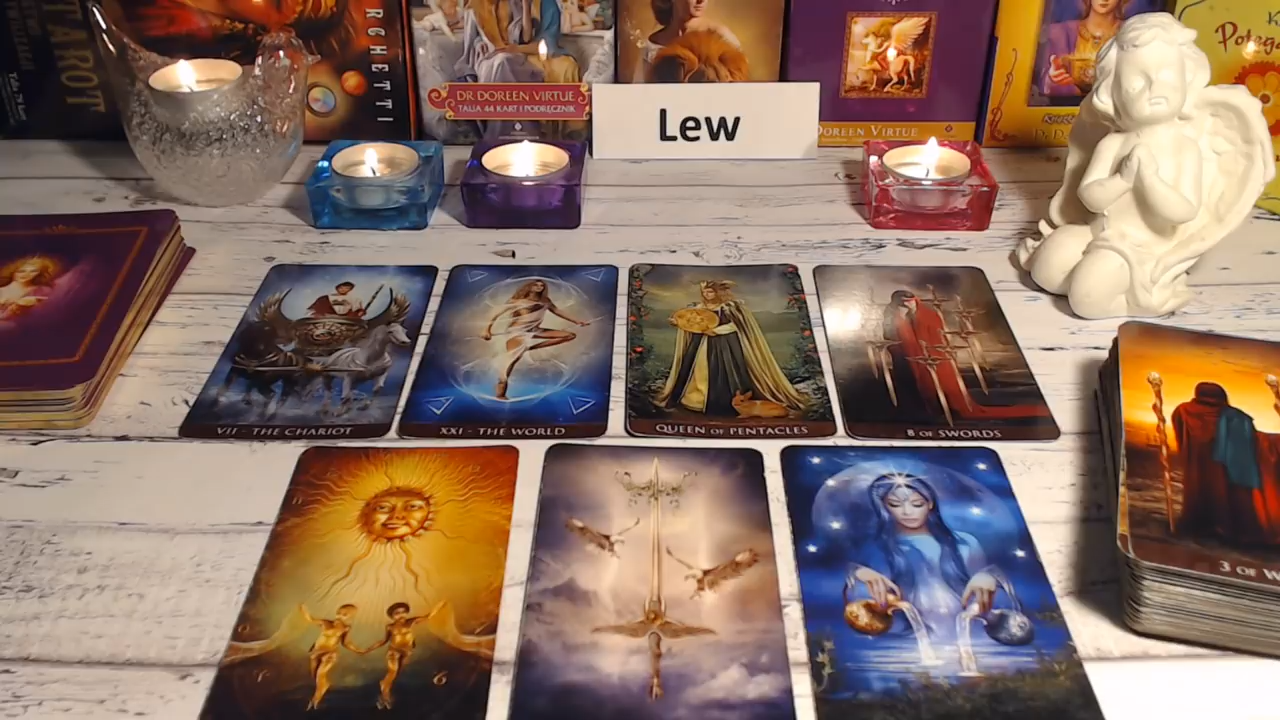 TAROT
RGHETTI
DR DOREEN VIRTUE
TALIA 44 KART I PODRĘCZNIK
Lew
DOREEN VIRTUE
VII - THE CHARIOT
XXI - THE WORLD
QUEEN OF PENTACLES
8 OF SWORDS
3 OF W
6